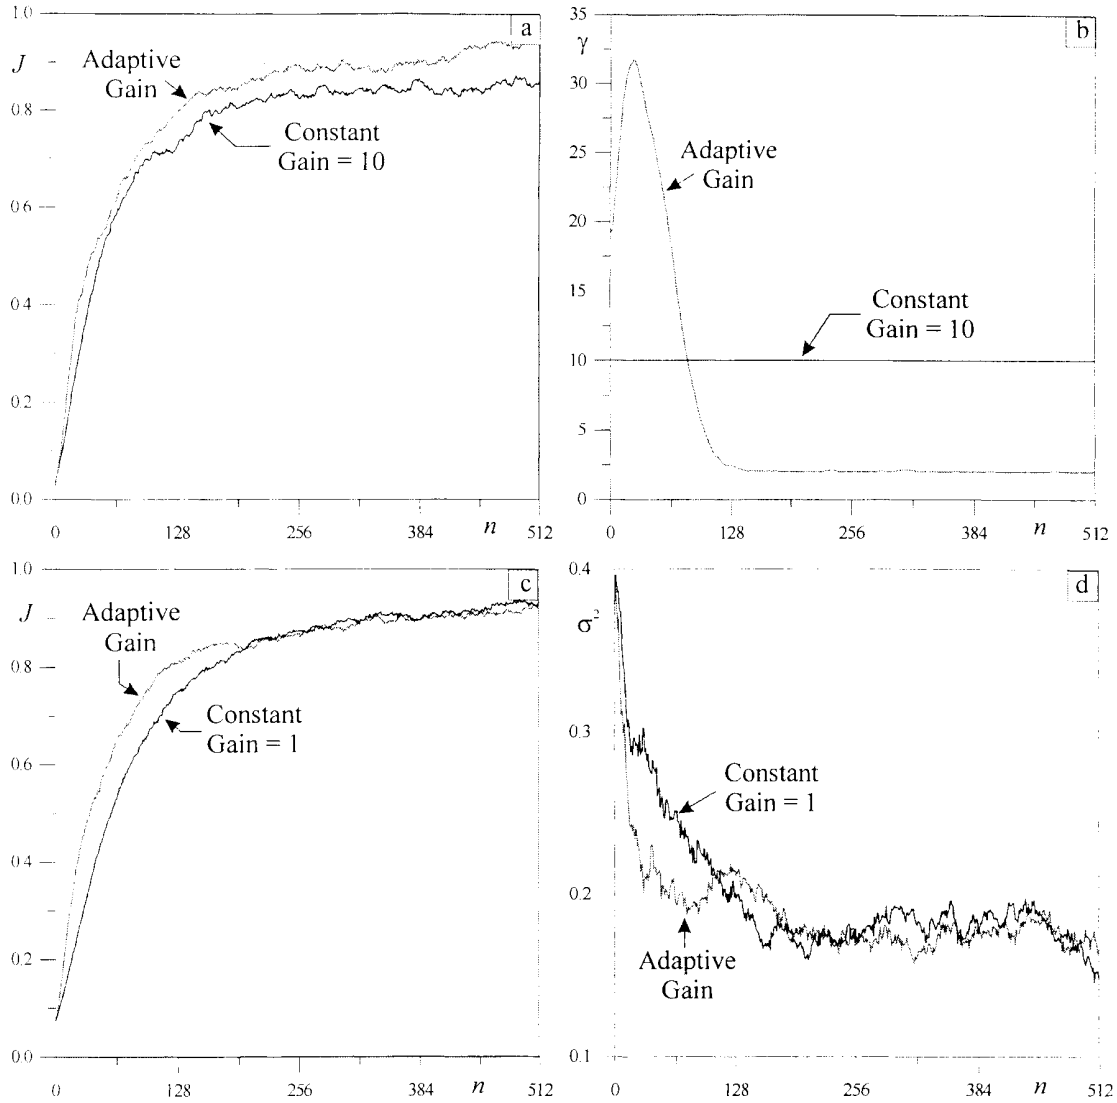 1.0
J
0.8
0.6
0.4
0.2
0.0
0
128
256
384
n
512
a
Adaptive
Gain
Constant
Gain = 10
35
γ
30
25
20
15
10
5
0
0
128
256
384
n
512
b
Adaptive
Gain
Constant
Gain = 10
1.0
J
0.8
0.6
0.4
0.2
0.0
0
128
256
384
n
512
c
Adaptive
Gain
Constant
Gain = 1
0.4
σ²
0.3
0.2
0.1
0
128
256
384
n
512
d
Constant
Gain = 1
Adaptive
Gain